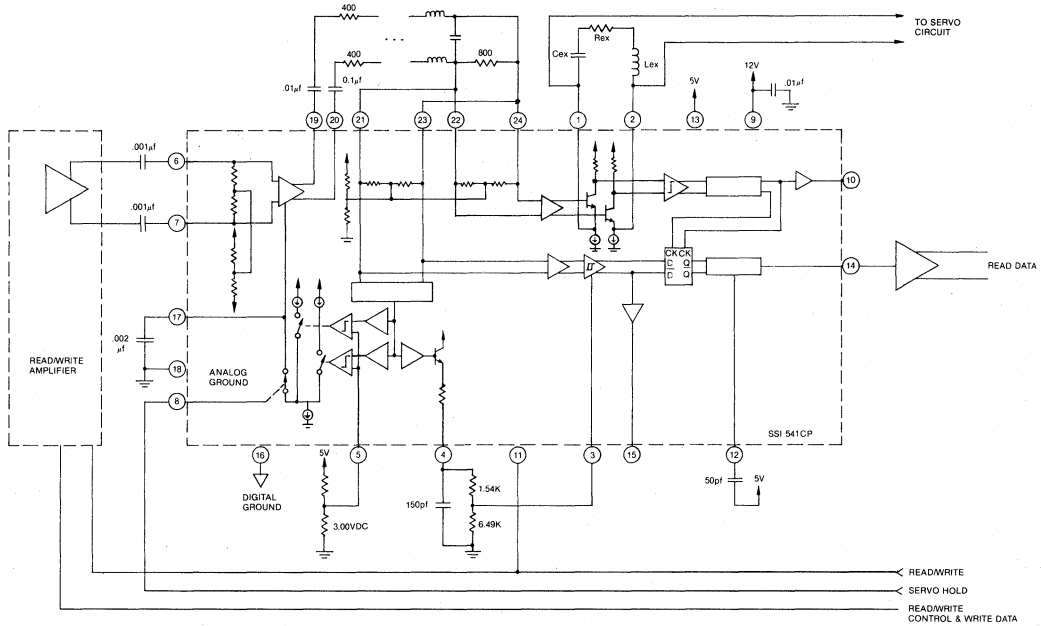 400
TO SERVO
CIRCUIT
Rex
Cex
Lex
400
...
800
12V
5V
.01µf
.01µf
0.1µf
19
20
21
23
22
24
1
2
13
9
.001µf
6
10
.001µf
7
CK CK
D Q
D Q
14
READ DATA
17
.002
µf
18
READ/WRITE
AMPLIFIER
ANALOG
GROUND
8
SSI 541CP
16
5
4
11
3
15
12
5V
DIGITAL
GROUND
3.00VDC
150pf
1.54K
6.49K
50pf
5V
READ/WRITE
SERVO HOLD
READ/WRITE
CONTROL & WRITE DATA